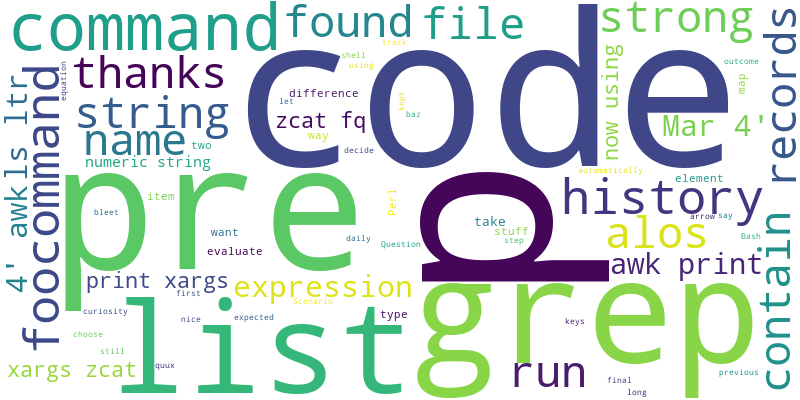 command
found
file
strong
records
thanks
code
shell
track
using
outcome
equation
ls ltr
string
difference
let
zcat fq
kept
baz
now using
map
Mar 4'
name
way
decide
two
numeric string
foocommand
4' awk
pre
p
grep
automatically
element
history
item
bleet
want
daily
Perl
Question
take
stuff
step
alos
arrow
say
Bash
evaluate
awk print
contain
print xargs
expression
first
Scenario
curiosity
nice
expected
type
list
keys
run
choose
still
xargs zcat
quux
previous
final
long